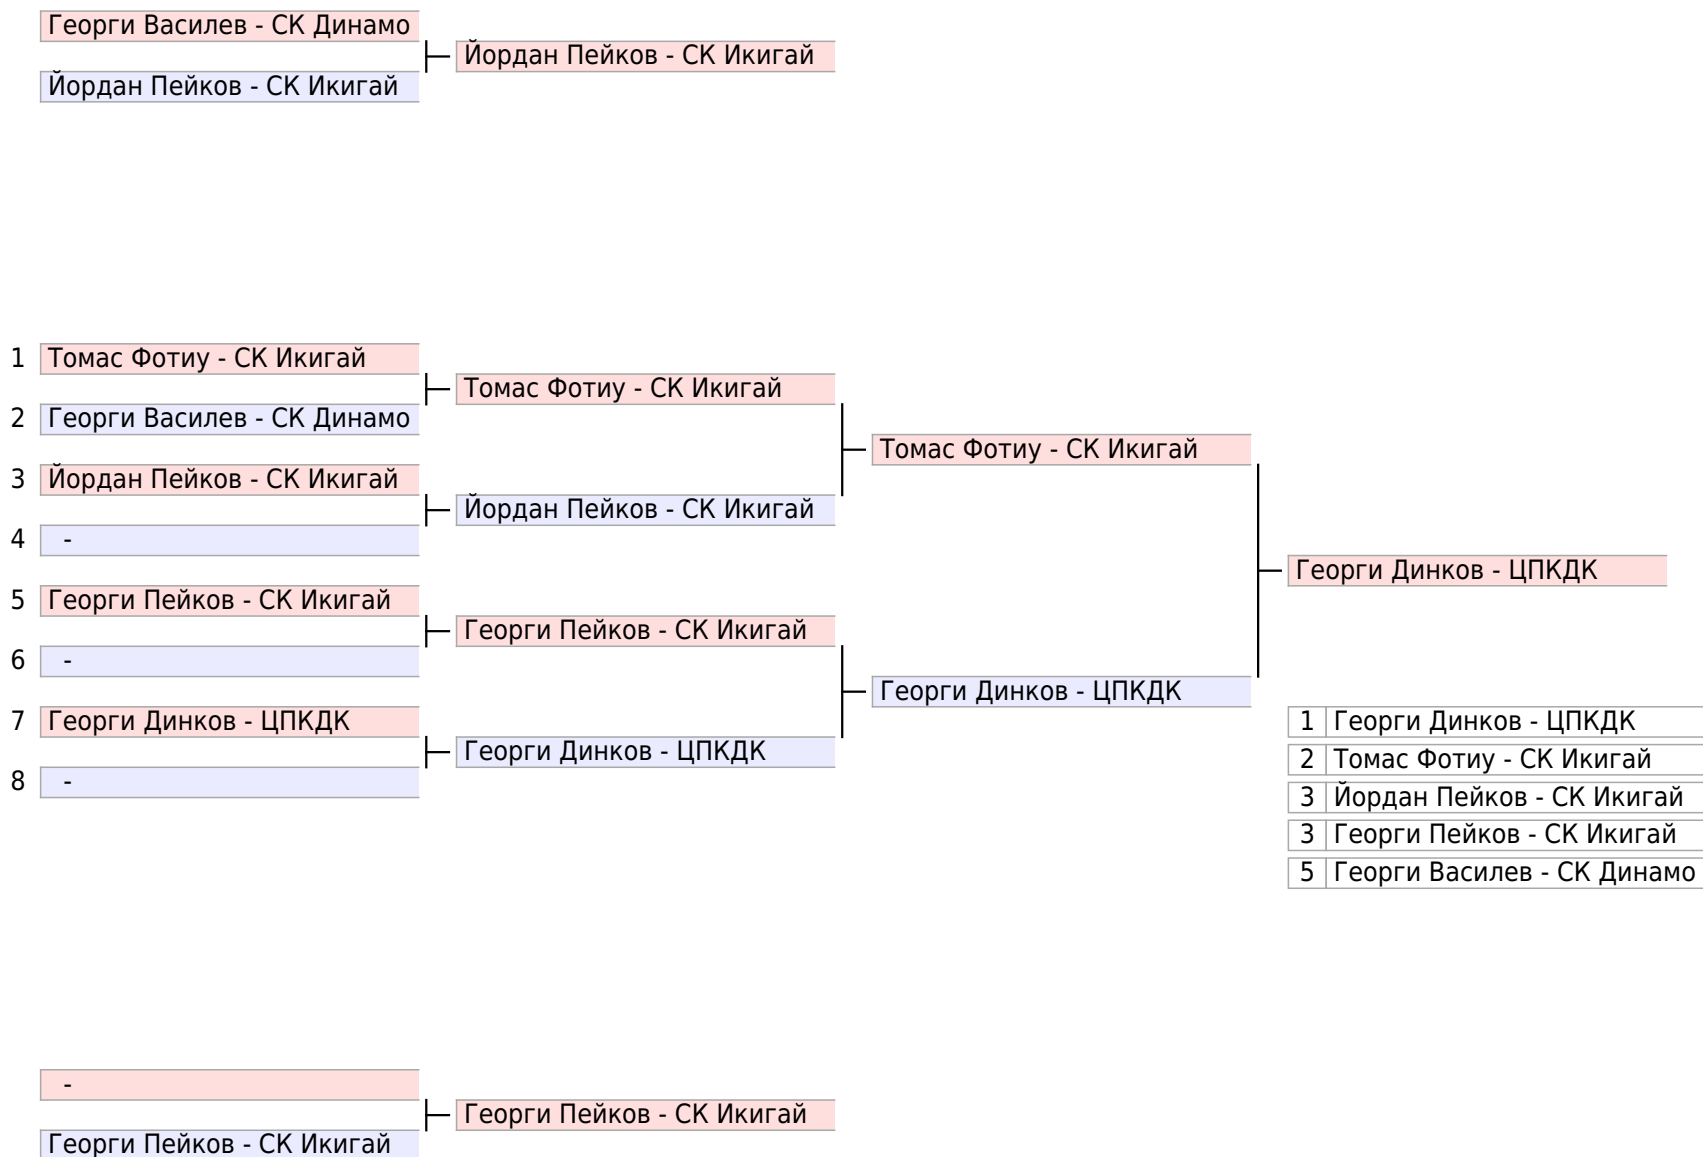 Георги Василев - СК Динамо
Йордан Пейков - СК Икигай
Йордан Пейков - СК Икигай
1 Томас Фотиу - СК Икигай
Томас Фотиу - СК Икигай
2 Георги Василев - СК Динамо
Томас Фотиу - СК Икигай
3 Йордан Пейков - СК Икигай
Йордан Пейков - СК Икигай
4 -
Георги Динков - ЦПКДК
5 Георги Пейков - СК Икигай
Георги Пейков - СК Икигай
6 -
Георги Динков - ЦПКДК
7 Георги Динков - ЦПКДК
Георги Динков - ЦПКДК
8 -
1 Георги Динков - ЦПКДК
2 Томас Фотиу - СК Икигай
3 Йордан Пейков - СК Икигай
3 Георги Пейков - СК Икигай
5 Георги Василев - СК Динамо
-
Георги Пейков - СК Икигай
Георги Пейков - СК Икигай